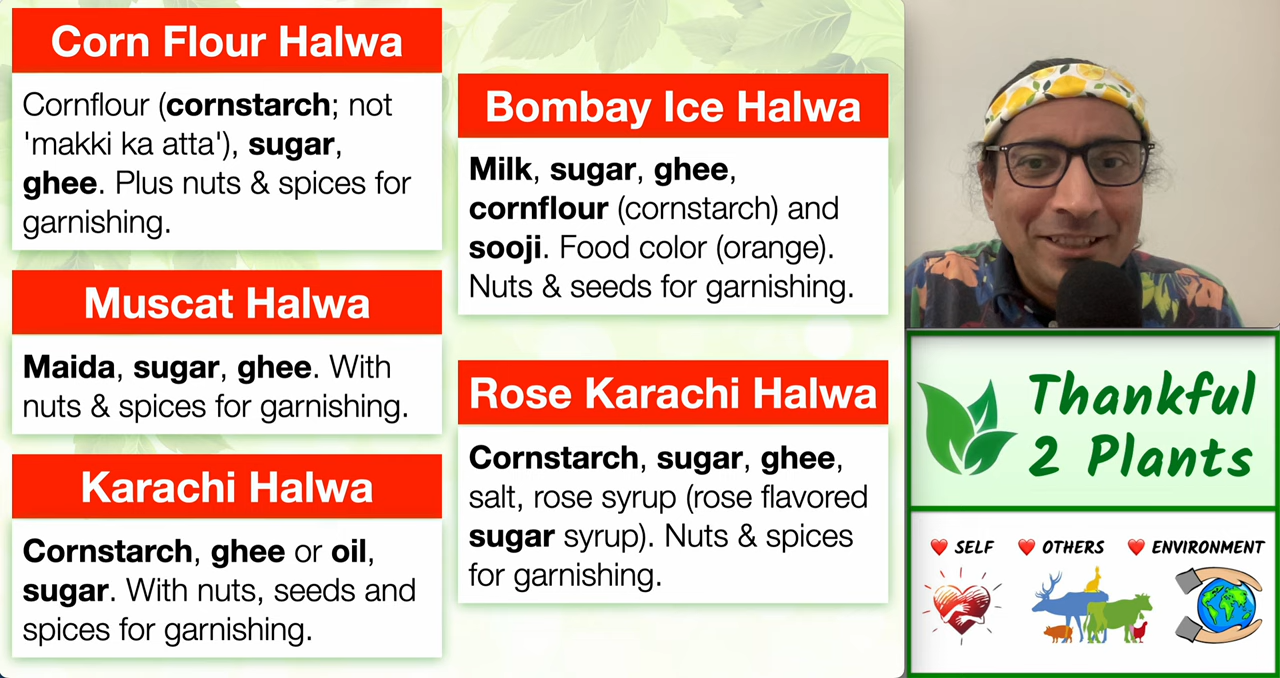 Corn Flour Halwa
Cornflour (cornstarch; not
'makki ka atta'), sugar,
ghee. Plus nuts & spices for
garnishing.
Muscat Halwa
Maida, sugar, ghee. With
nuts & spices for garnishing.
Karachi Halwa
Cornstarch, ghee or oil,
sugar. With nuts, seeds and
spices for garnishing.
Bombay Ice Halwa
Milk, sugar, ghee,
cornflour (cornstarch) and
sooji. Food color (orange).
Nuts & seeds for garnishing.
Rose Karachi Halwa
Cornstarch, sugar, ghee,
salt, rose syrup (rose flavored
sugar syrup). Nuts & spices
for garnishing.
Thankful
2 Plants
SELF
OTHERS
ENVIRONMENT